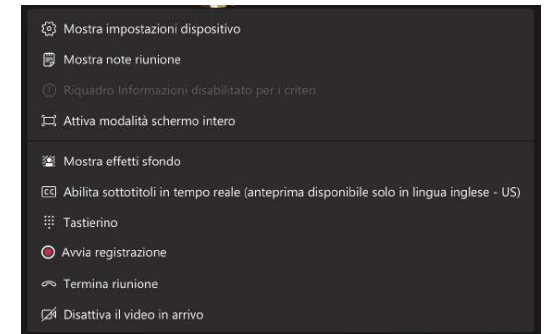 Mostra impostazioni dispositivo
Mostra note riunione
Riquadro Informazioni disabilitato per i criteri
Attiva modalità schermo intero
Mostra effetti sfondo
CC Abilita sottotitoli in tempo reale (anteprima disponibile solo in lingua inglese - US)
Tastierino
Avvia registrazione
Termina riunione
Disattiva il video in arrivo